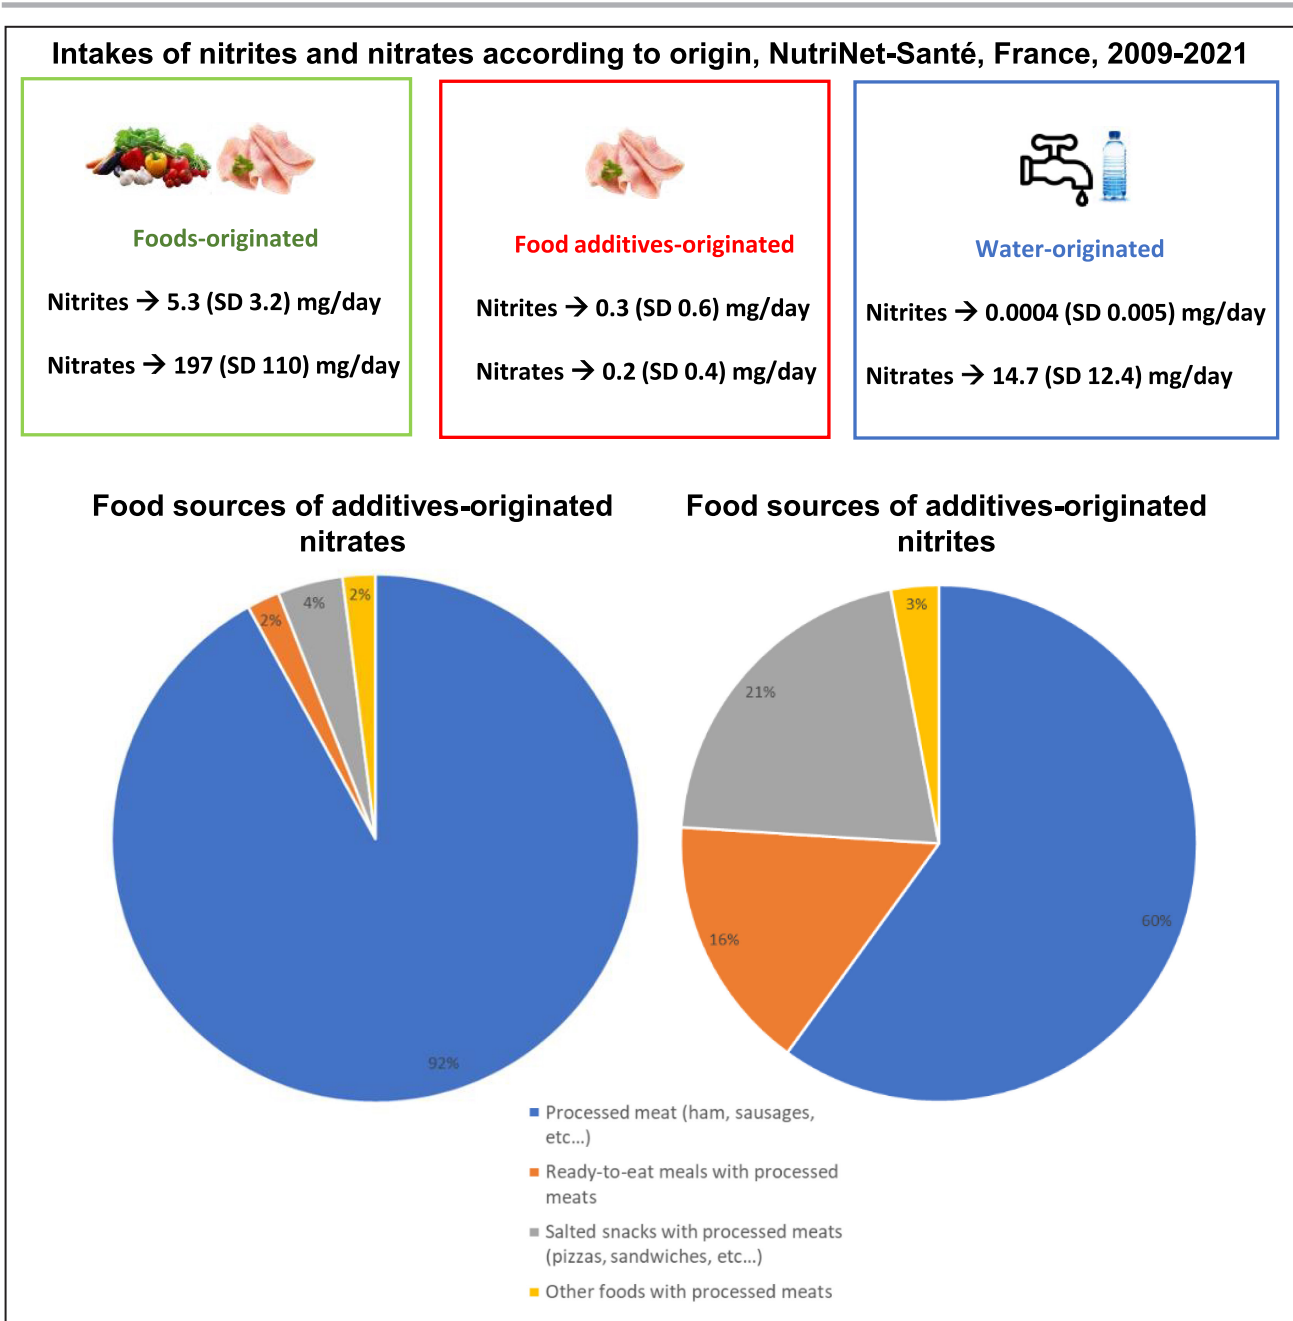 Intakes of nitrites and nitrates according to origin, NutriNet-Santé, France, 2009-2021
Foods-originated
Nitrites → 5.3 (SD 3.2) mg/day
Nitrates → 197 (SD 110) mg/day
Food additives-originated
Nitrites → 0.3 (SD 0.6) mg/day
Nitrates → 0.2 (SD 0.4) mg/day
Water-originated
Nitrites → 0.0004 (SD 0.005) mg/day
Nitrates → 14.7 (SD 12.4) mg/day
Food sources of additives-originated
nitrates
2%
4%
2%
92%
Food sources of additives-originated
nitrites
3%
21%
16%
60%
Processed meat (ham, sausages,
etc...)
Ready-to-eat meals with processed
meats
Salted snacks with processed meats
(pizzas, sandwiches, etc...)
Other foods with processed meats